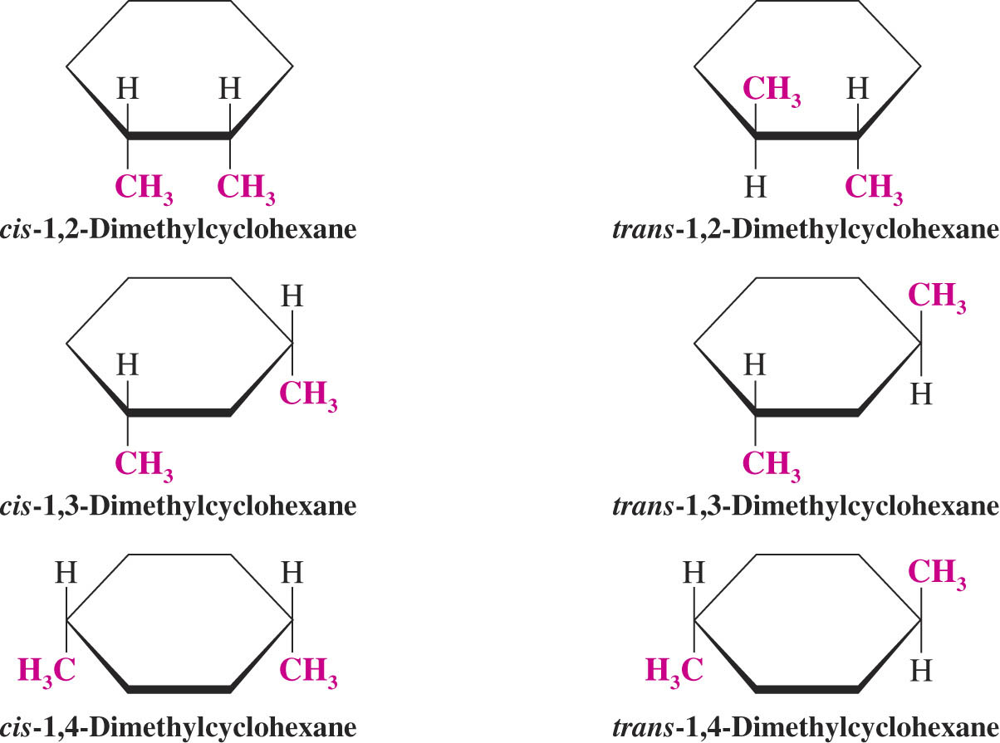 H H CH₃ H
CH₃ CH₃ H CH₃
cis-1,2-Dimethylcyclohexane trans-1,2-Dimethylcyclohexane
H CH₃
H H
CH₃ H
CH₃ CH₃
cis-1,3-Dimethylcyclohexane trans-1,3-Dimethylcyclohexane
H H H CH₃
H₃C CH₃ H₃C H
cis-1,4-Dimethylcyclohexane trans-1,4-Dimethylcyclohexane